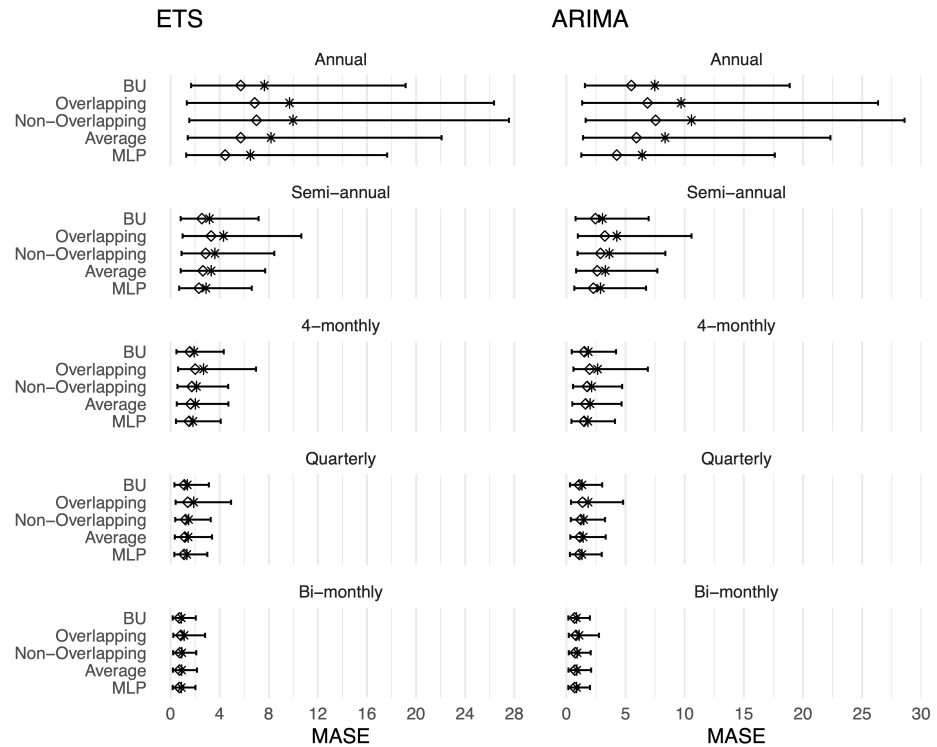 ETS ARIMA
Annual Annual
BU
Overlapping
Non−Overlapping
Average
MLP
Semi−annual Semi−annual
BU
Overlapping
Non−Overlapping
Average
MLP
4−monthly 4−monthly
BU
Overlapping
Non−Overlapping
Average
MLP
Quarterly Quarterly
BU
Overlapping
Non−Overlapping
Average
MLP
Bi−monthly Bi−monthly
BU
Overlapping
Non−Overlapping
Average
MLP
0 4 8 12 16 20 24 28 0 5 10 15 20 25 30
MASE MASE